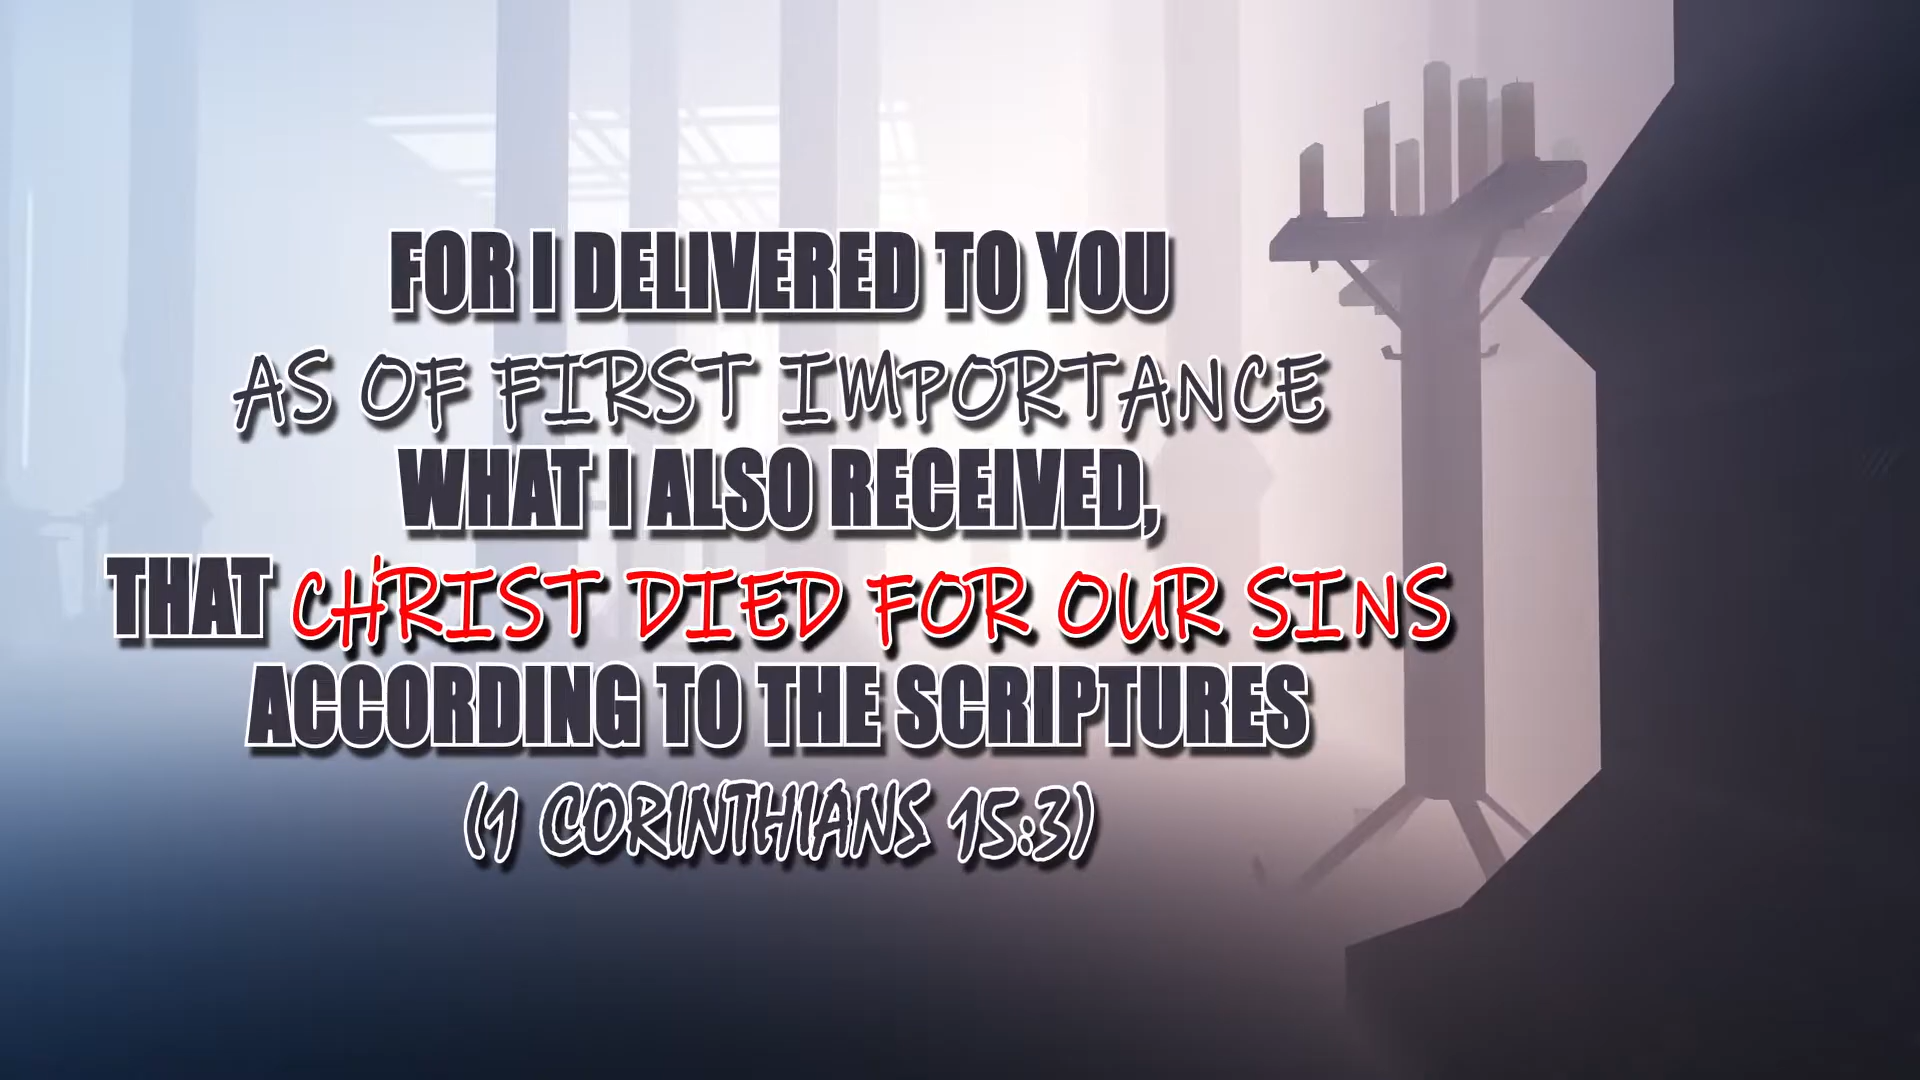 FOR I DELIVERED TO YOU
AS OF FIRST IMPORTANCE
WHAT I ALSO RECEIVED,
THAT CHRIST DIED FOR OUR SINS
ACCORDING TO THE SCRIPTURES
(1 CORINTHIANS 15:3)